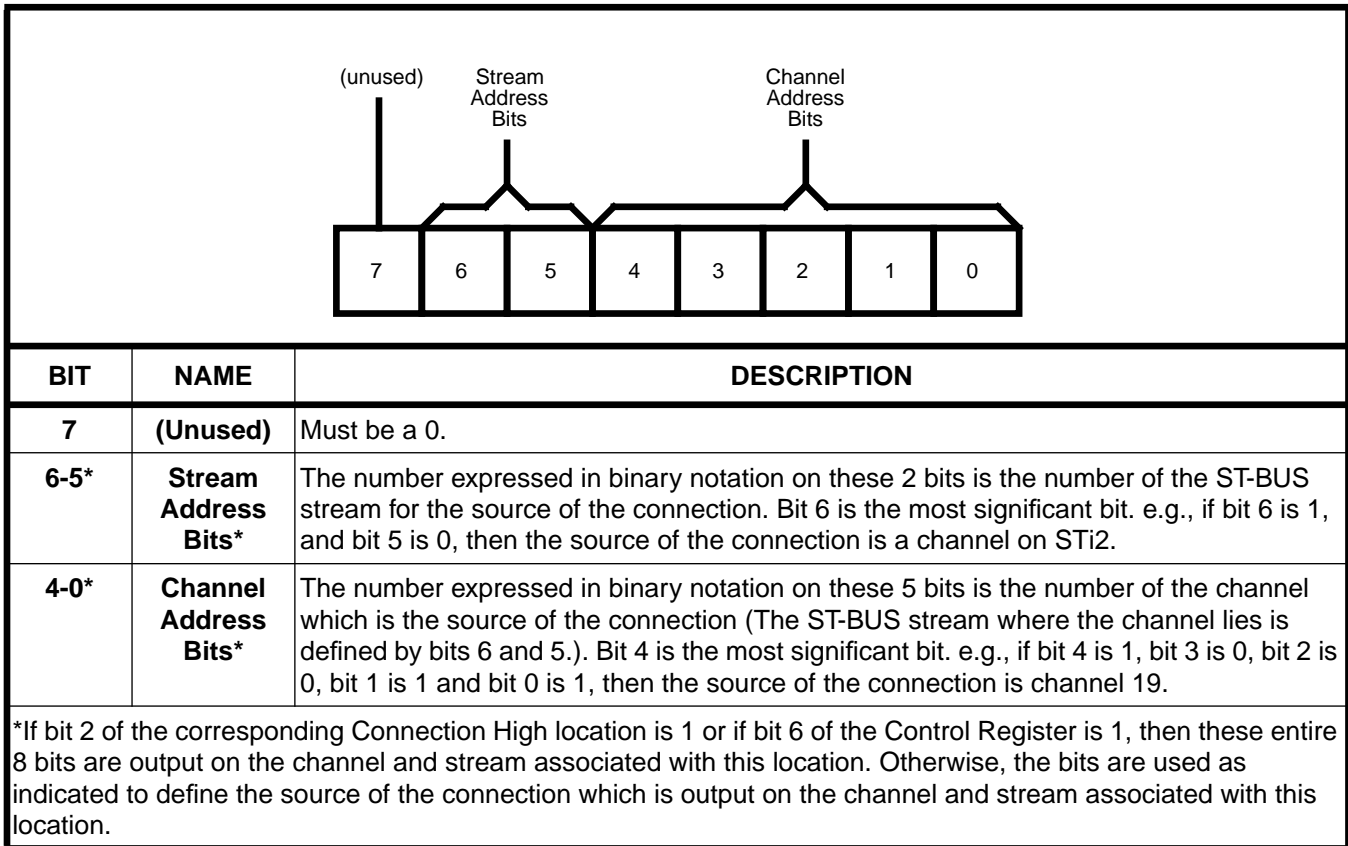 (unused)
Stream
Address
Bits
Channel
Address
Bits
7 6 5 4 3 2 1 0
BIT NAME DESCRIPTION
7 (Unused) Must be a 0.
6-5* Stream Address Bits* The number expressed in binary notation on these 2 bits is the number of the ST-BUS
stream for the source of the connection. Bit 6 is the most significant bit. e.g., if bit 6 is 1,
and bit 5 is 0, then the source of the connection is a channel on STi2.
4-0* Channel Address Bits* The number expressed in binary notation on these 5 bits is the number of the channel
which is the source of the connection (The ST-BUS stream where the channel lies is
defined by bits 6 and 5.). Bit 4 is the most significant bit. e.g., if bit 4 is 1, bit 3 is 0, bit 2 is
0, bit 1 is 1 and bit 0 is 1, then the source of the connection is channel 19.
*If bit 2 of the corresponding Connection High location is 1 or if bit 6 of the Control Register is 1, then these entire
8 bits are output on the channel and stream associated with this location. Otherwise, the bits are used as
indicated to define the source of the connection which is output on the channel and stream associated with this
location.